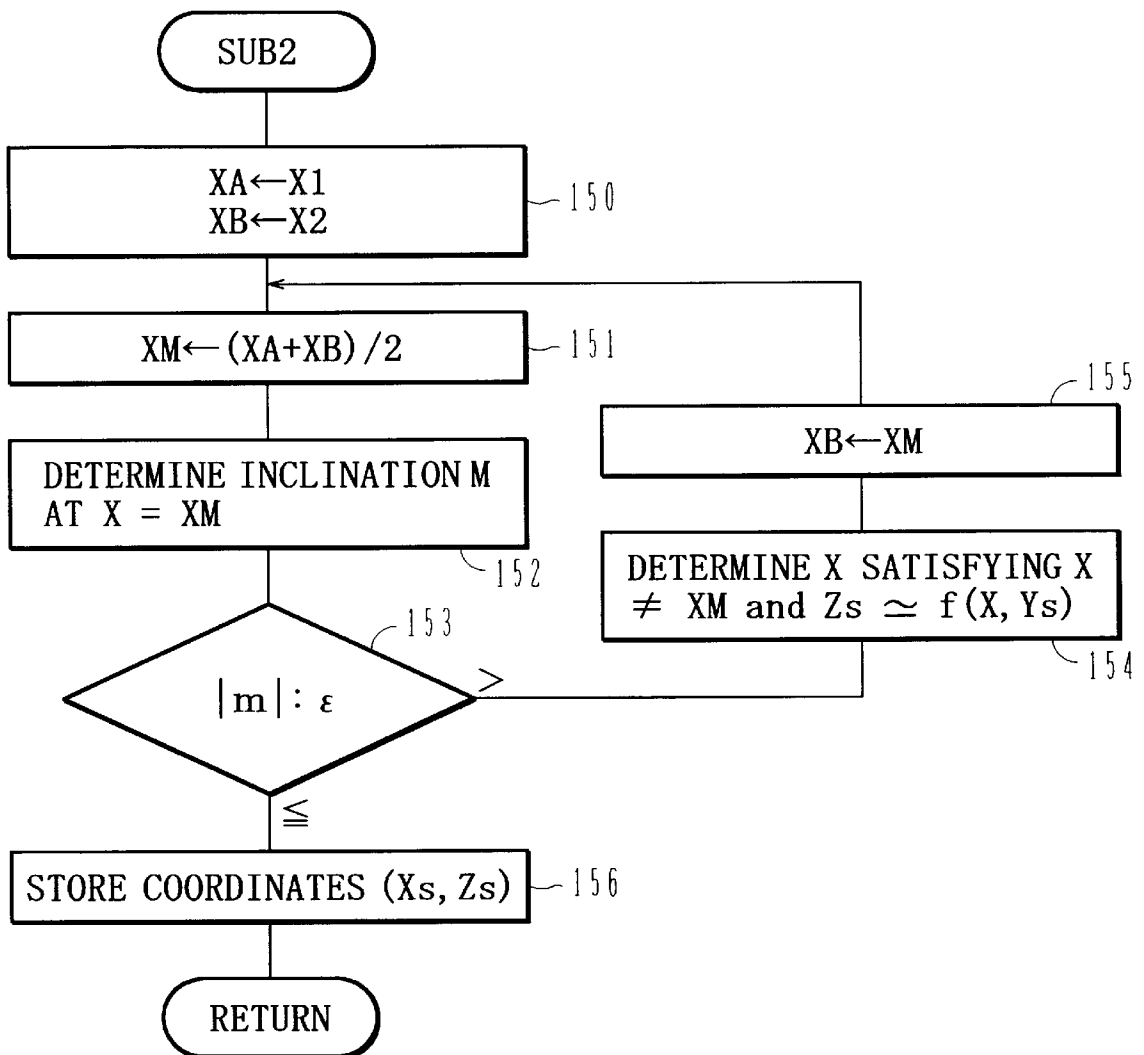 SUB2
XA←X1
XB←X2
150
XM←(XA+XB)/2
151
DETERMINE INCLINATION M
AT X = XM
152
|m| : ε
153
>
DETERMINE X SATISFYING X
≠ XM and Zs ≃ f(X, Ys)
154
XB←XM
155
≦
STORE COORDINATES (Xs, Zs)
156
RETURN